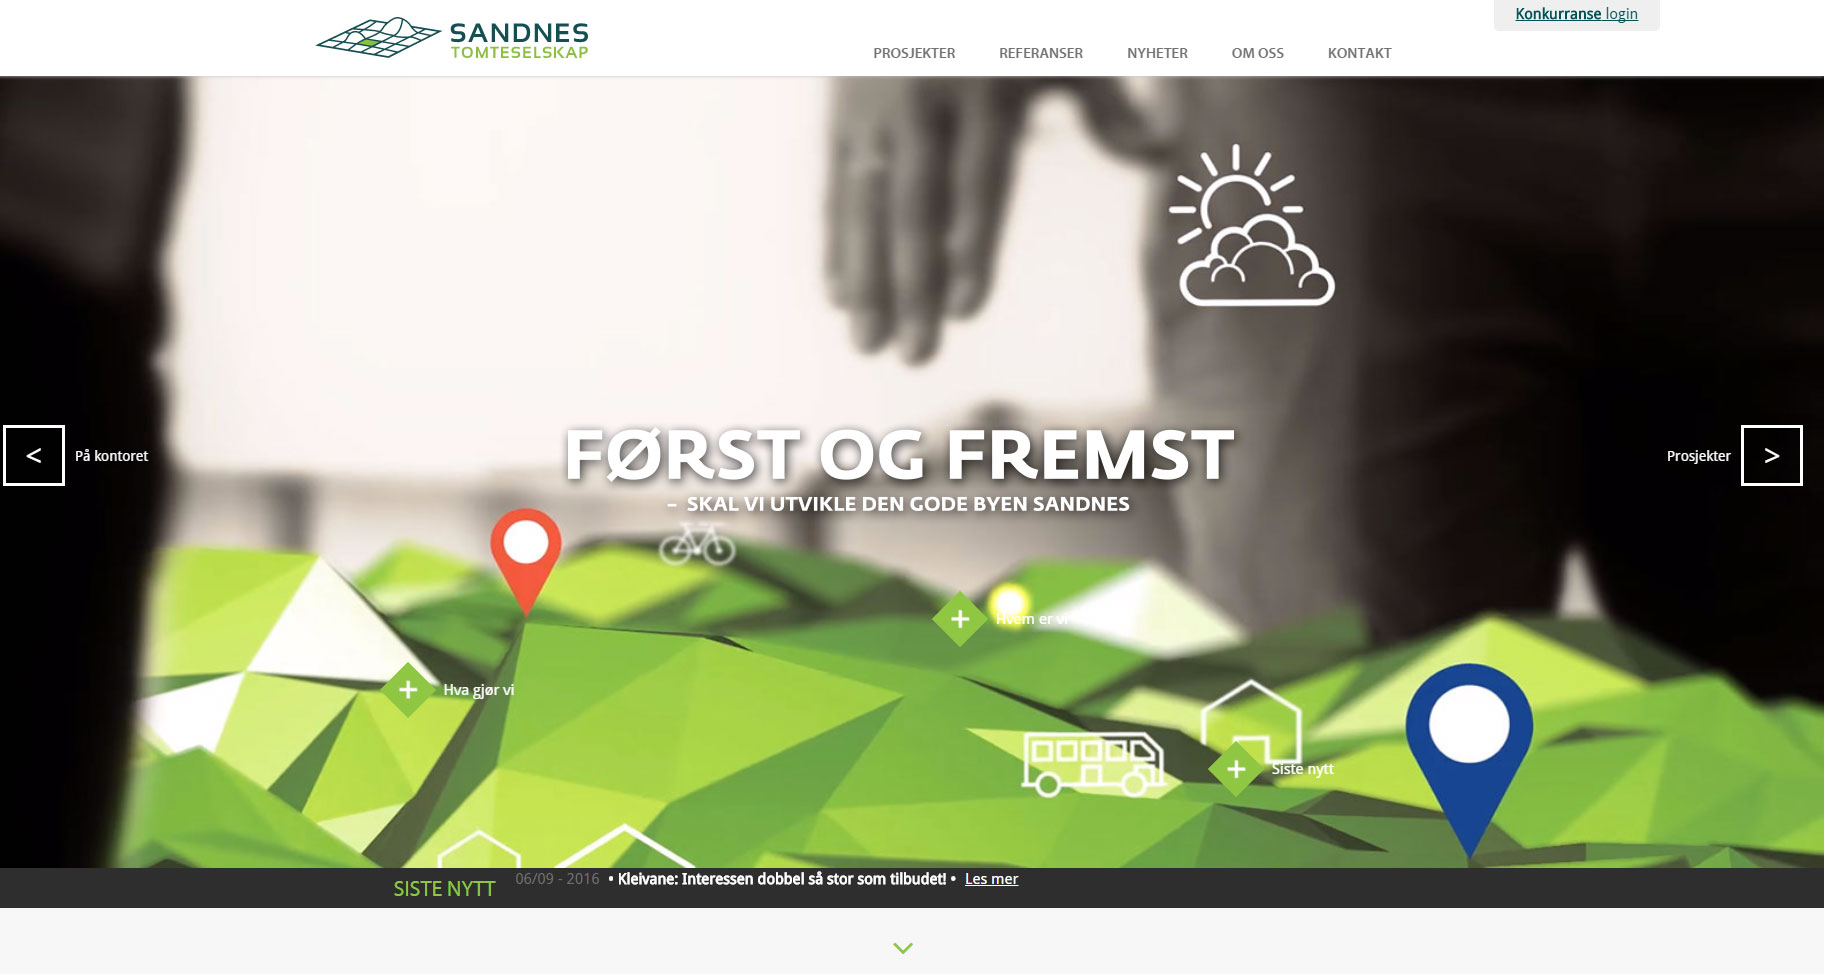 SANDNES
TOMTESELSKAP
Konkurranse login
PROSJEKTER REFERANSER NYHETER OM OSS KONTAKT
FØRST OG FREMST
– SKAL VI UTVIKLE DEN GODE BYEN SANDNES
< På kontoret
Prosjekter >
Hvem er vi
Hva gjør vi
Siste nytt
SISTE NYTT 06/09 - 2016 • Kleivane: Interessen dobbel så stor som tilbudet! • Les mer